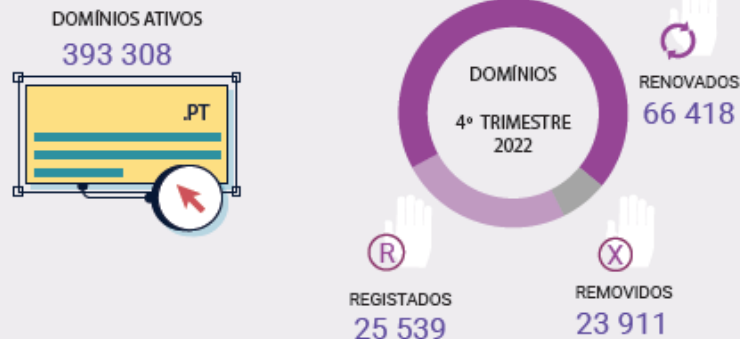 DOMÍNIOS ATIVOS
393 308
.PT
DOMÍNIOS
4º TRIMESTRE
2022
RENOVADOS
66 418
R
REGISTADOS
25 539
X
REMOVIDOS
23 911